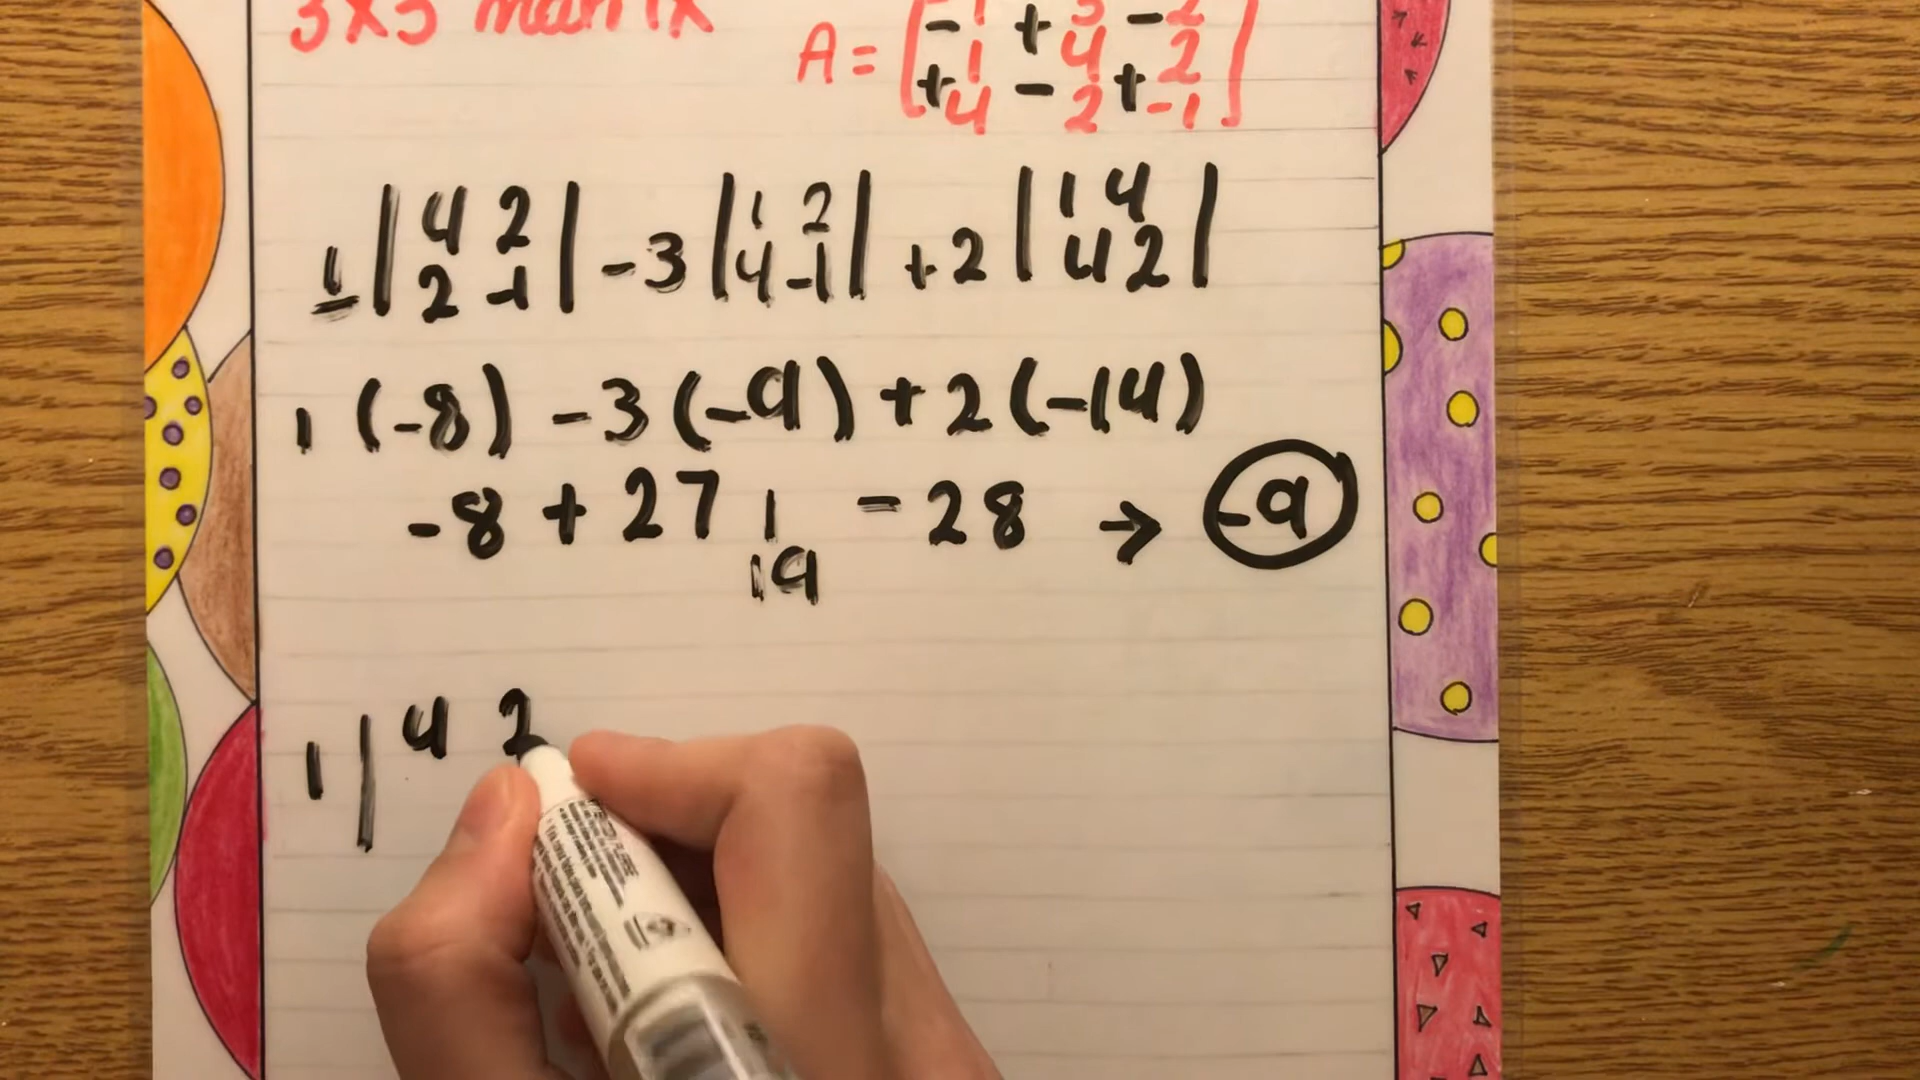 3x3 matrix
A = [ - 1 + 3 - 2
1 4 2
+ 4 - 2 + -1 ]
1 | 4 2 | -3 | 1 2 | +2 | 1 4 |
2 -1 4 -1 4 2
1 (-8) -3 (-9) +2 (-14)
-8 + 27 - 28 → -9
19
1 | 4 2